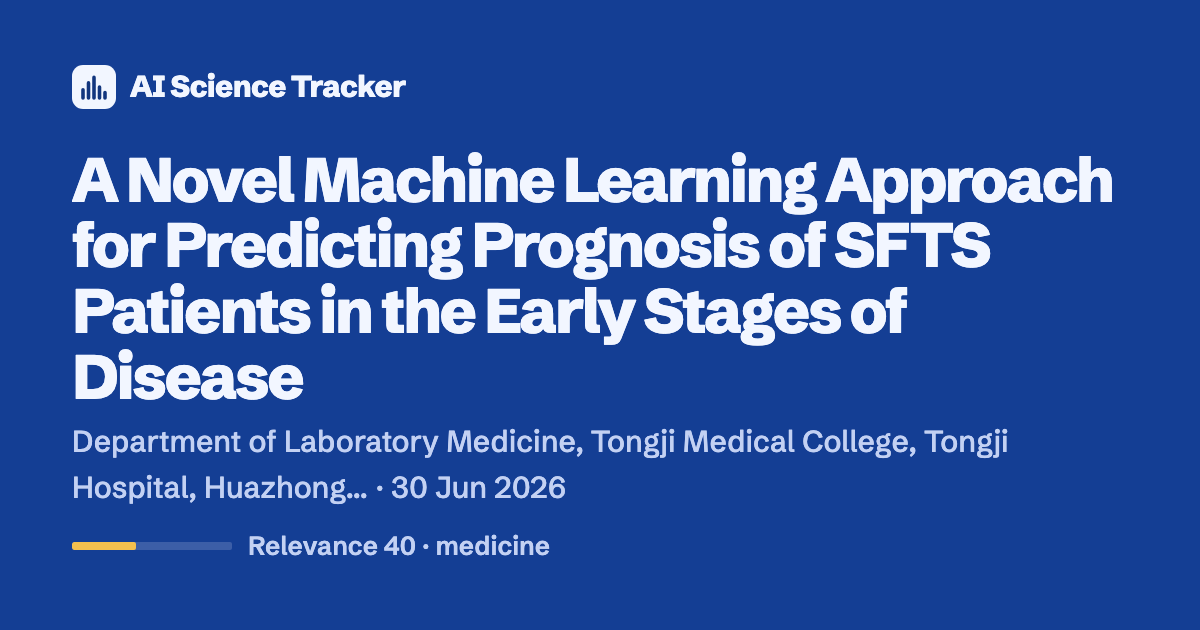 AI Science Tracker
A Novel Machine Learning Approach
for Predicting Prognosis of SFTS
Patients in the Early Stages of
Disease
Department of Laboratory Medicine, Tongji Medical College, Tongji
Hospital, Huazhong... · 30 Jun 2026
Relevance 40 · medicine